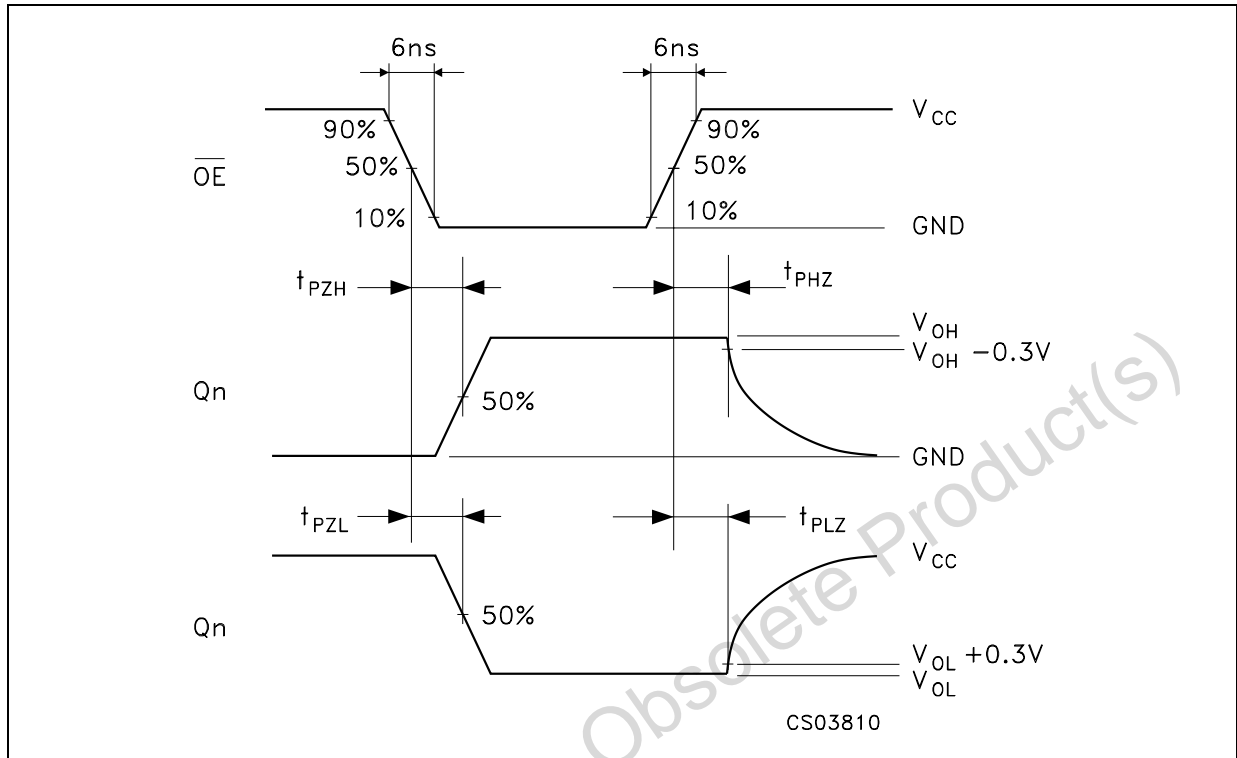 6ns 6ns
90% 90% V_CC
50% 50%
O̅E̅
10% 10%
GND
t_PZH t_PHZ
V_OH
V_OH −0.3V
Qn 50%
GND
t_PZL t_PLZ
V_CC
50%
Qn
V_OL +0.3V
V_OL
CS03810
Obsolete Product(s)